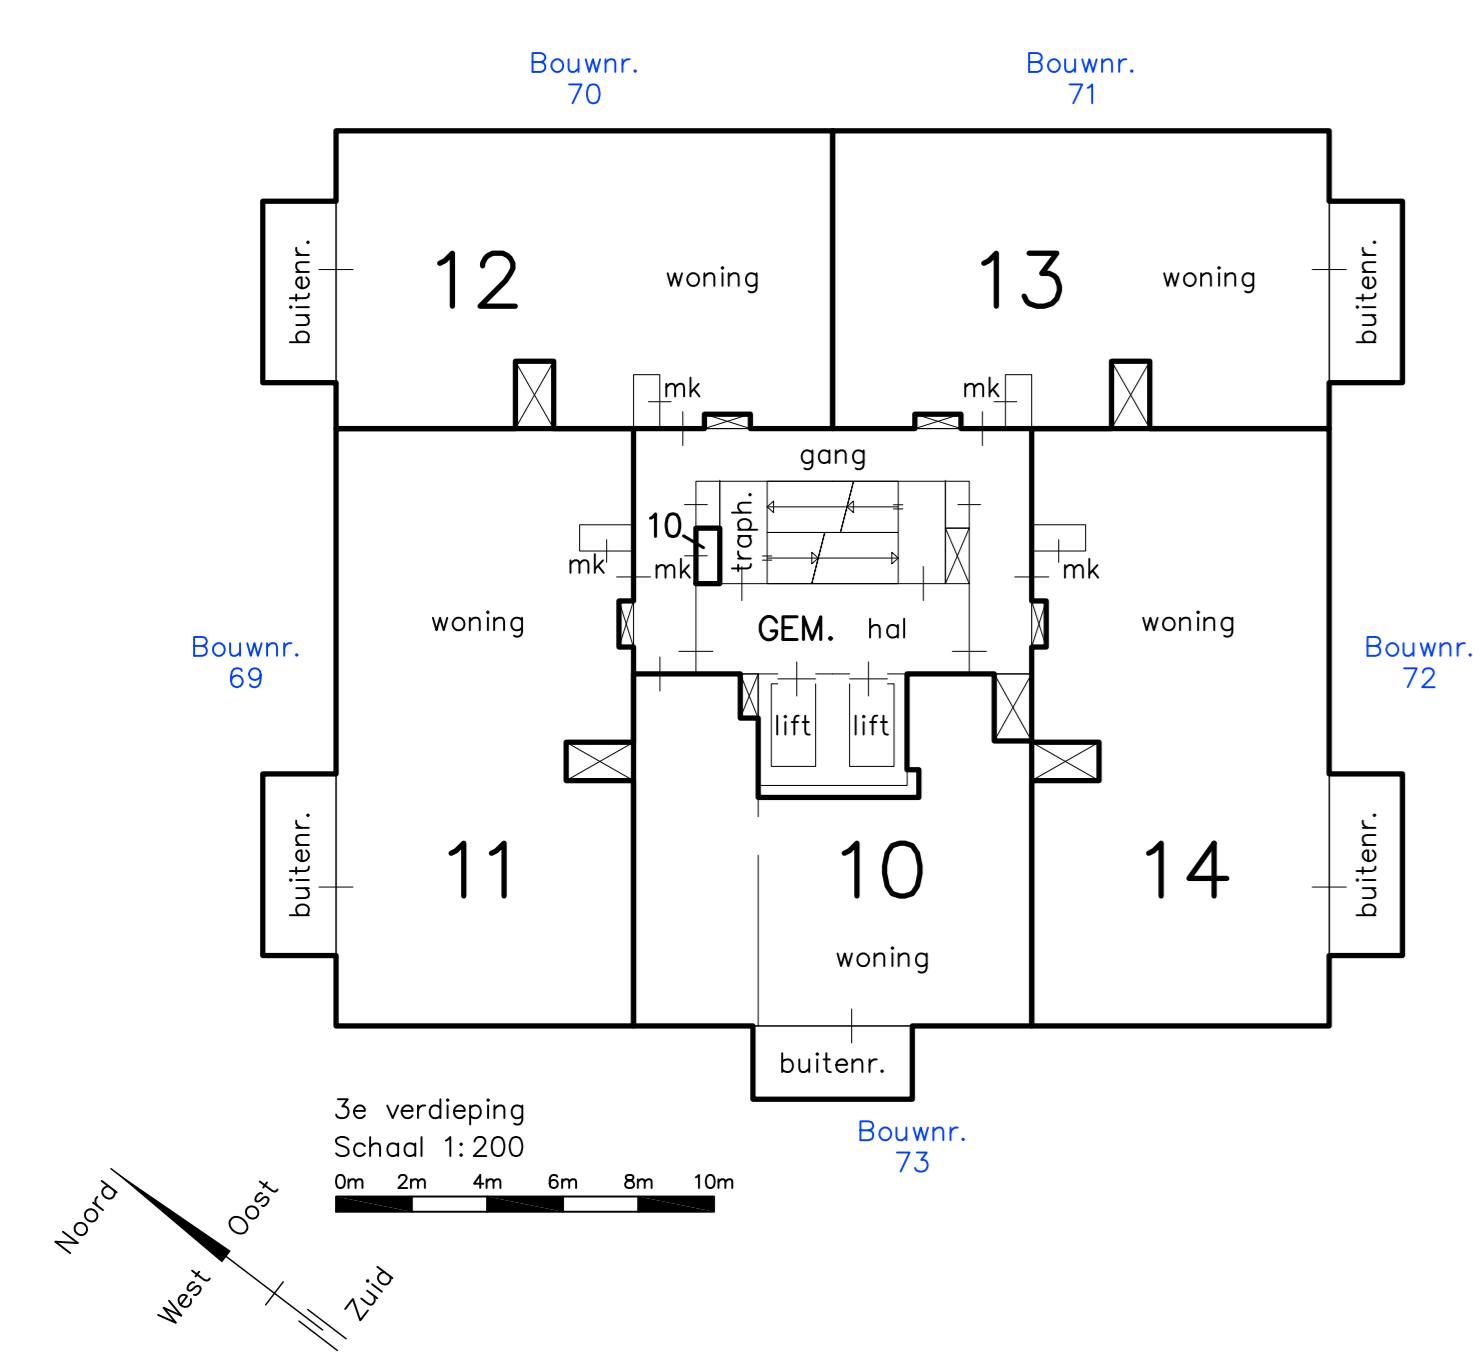 Bouwnr.
70
Bouwnr.
71
12
woning
13
woning
buitenr.
buitenr.
mk
mk
gang
traph.
10
mk
mk
mk
woning
GEM.
hal
woning
Bouwnr.
69
Bouwnr.
72
lift
lift
11
10
14
buitenr.
buitenr.
woning
buitenr.
3e verdieping
Schaal 1:200
0m 2m 4m 6m 8m 10m
Bouwnr.
73
Noord
Oost
West
Zuid